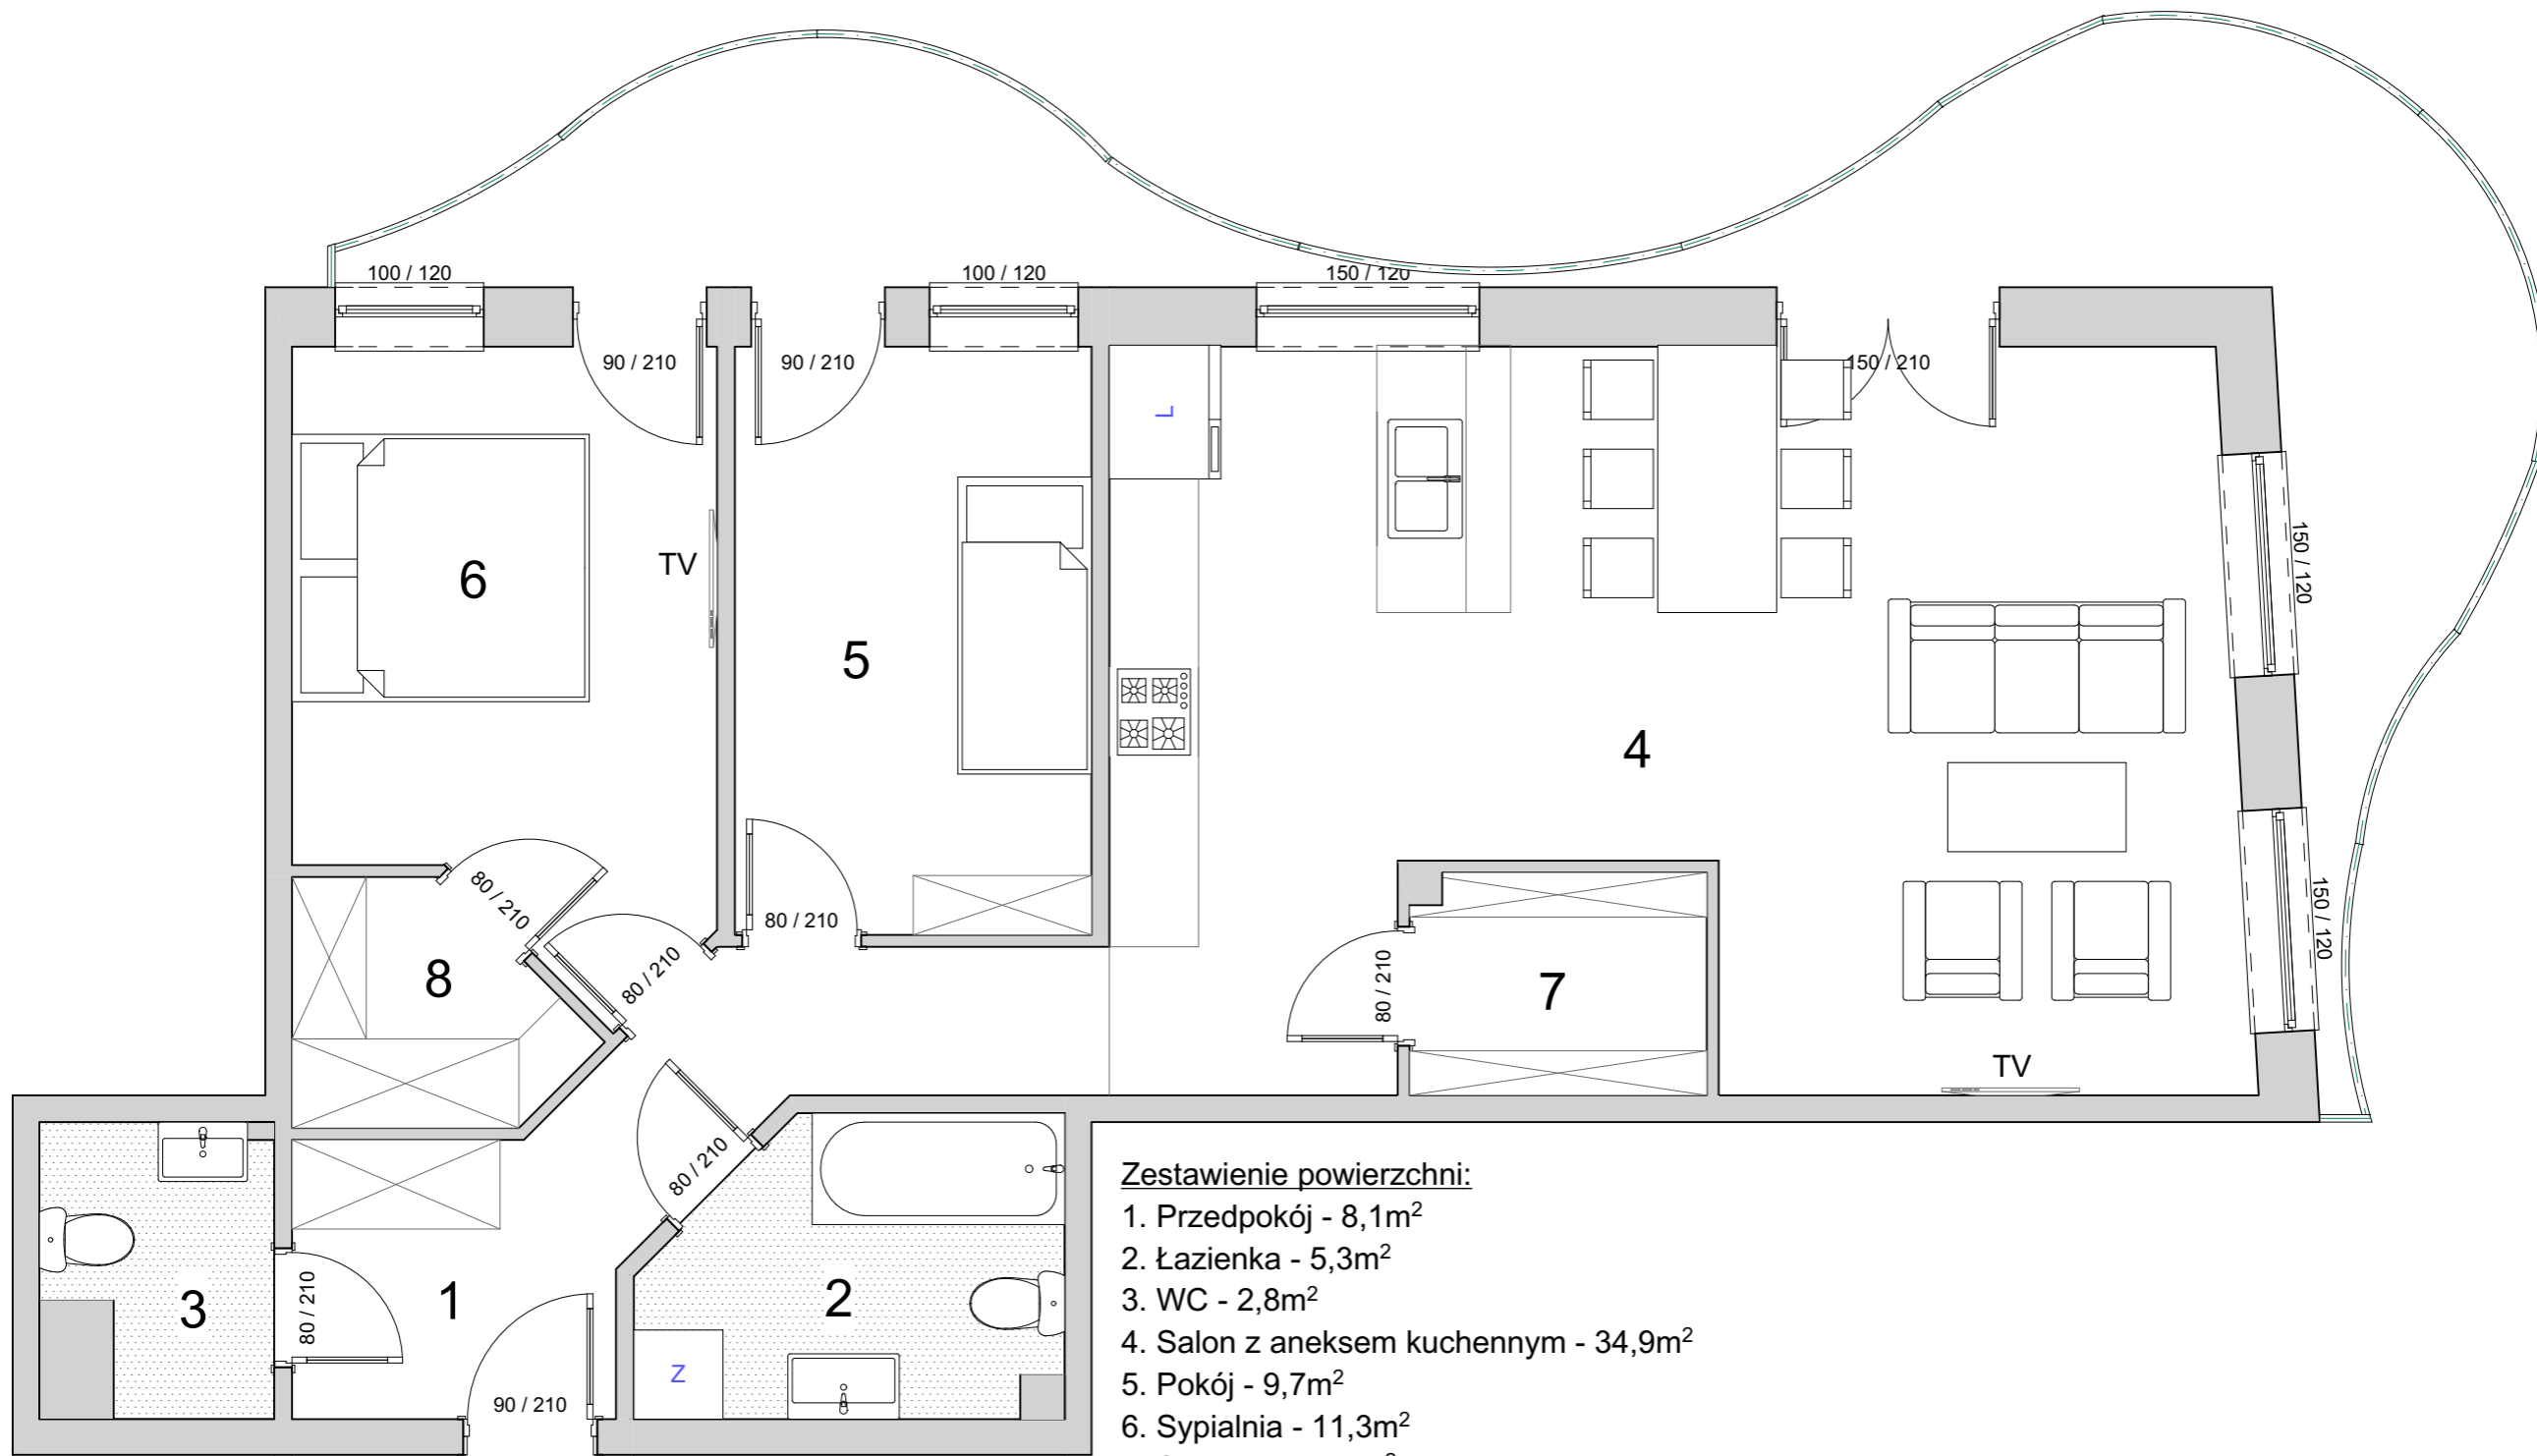 100 / 120
100 / 120
150 / 120
90 / 210
90 / 210
150 / 210
L
TV
6
5
4
150 / 120
80 / 210
80 / 210
80 / 210
150 / 120
8
80 / 210
7
TV
80 / 210
3
80 / 210
1
2
Z
90 / 210
Zestawienie powierzchni:
1. Przedpokój - 8,1m²
2. Łazienka - 5,3m²
3. WC - 2,8m²
4. Salon z aneksem kuchennym - 34,9m²
5. Pokój - 9,7m²
6. Sypialnia - 11,3m²